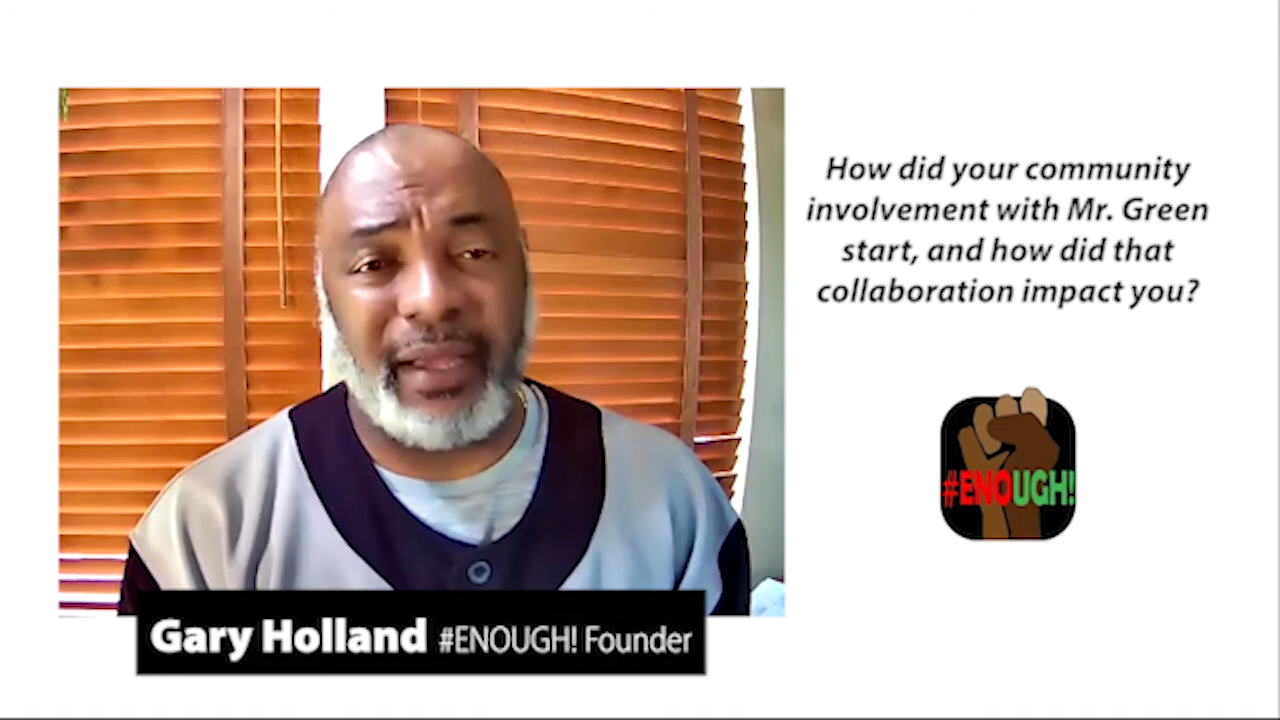 How did your community
involvement with Mr. Green
start, and how did that
collaboration impact you?
#ENOUGH!
Gary Holland #ENOUGH! Founder